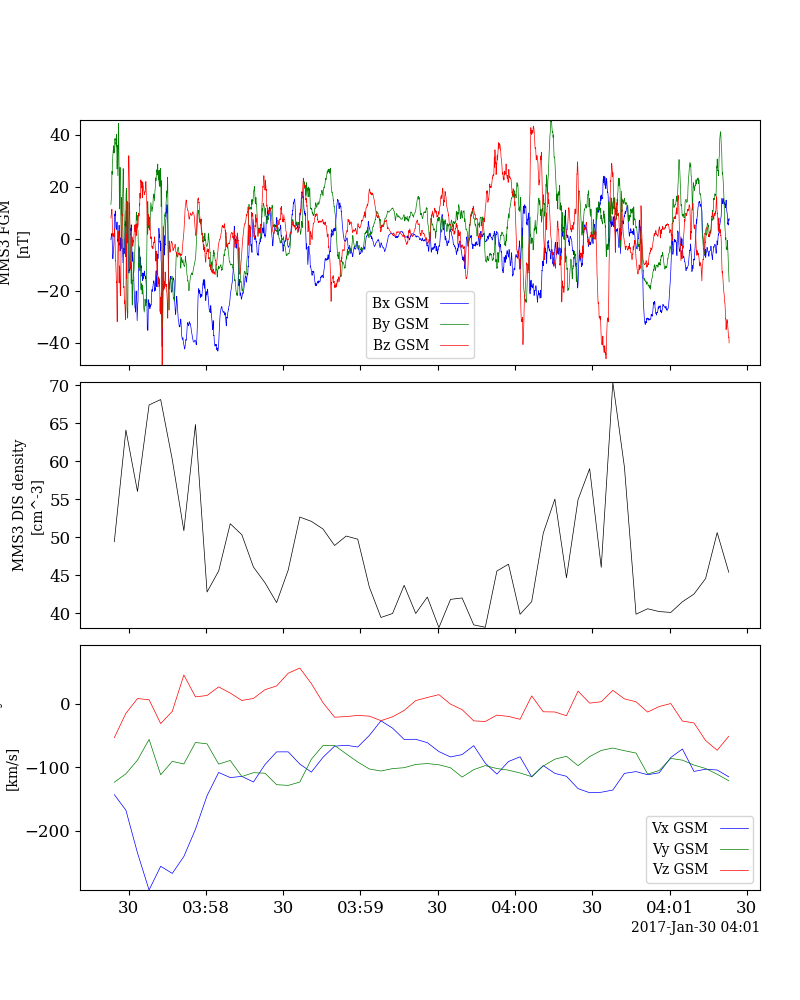 40
20
0
−20
−40
MMS3 FGM
[nT]
Bx GSM
By GSM
Bz GSM
70
65
60
55
50
45
40
MMS3 DIS density
[cm^-3]
0
−100
−200
[km/s]
Vx GSM
Vy GSM
Vz GSM
30 03:58 30 03:59 30 04:00 30 04:01 30
2017-Jan-30 04:01